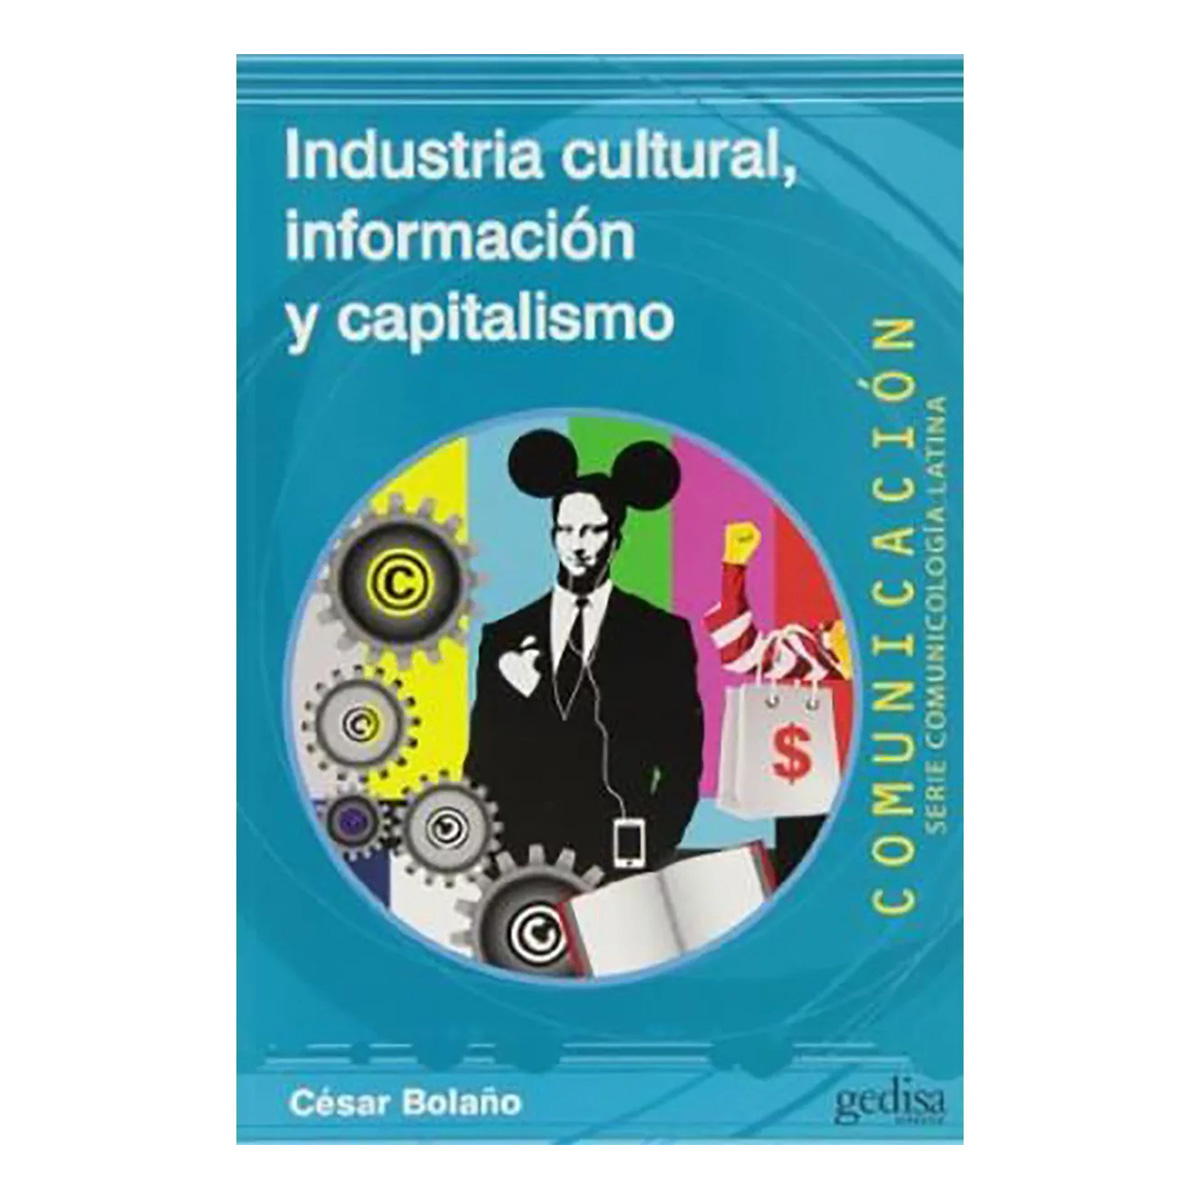 Industria cultural,
información
y capitalismo
COMUNICACIÓN
SERIE COMUNICOLOGÍA LATINA
©
©
©
©
©
$
César Bolaño
gedisa